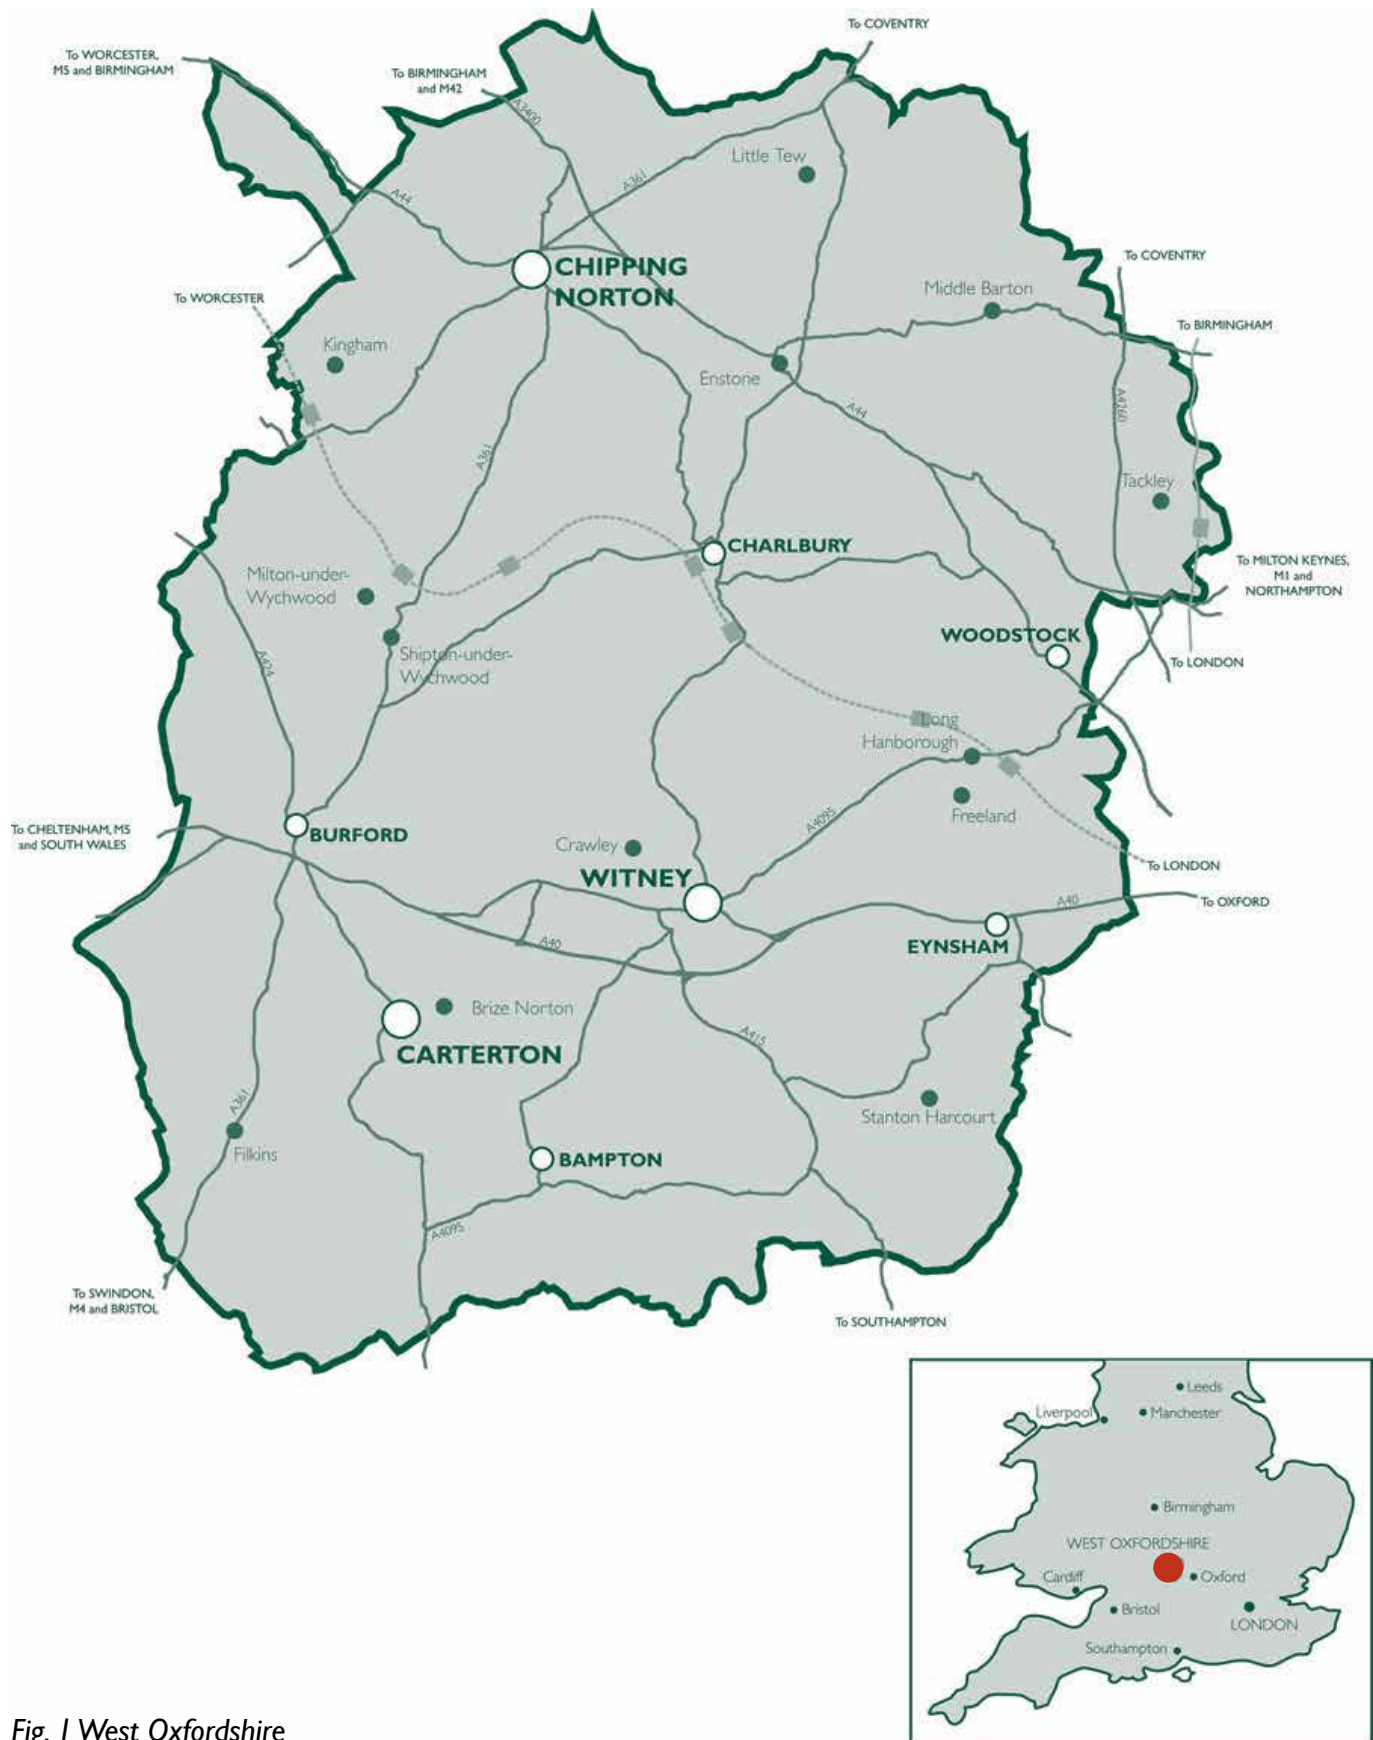 To COVENTRY
To WORCESTER,
M5 and BIRMINGHAM
To BIRMINGHAM
and M42
A3400
Little Tew
A361
A44
CHIPPING
NORTON
To COVENTRY
To WORCESTER
Middle Barton
To BIRMINGHAM
Kingham
Enstone
A44
A4260
A361
Tackley
CHARLBURY
To MILTON KEYNES,
M1 and
NORTHAMPTON
Milton-under-
Wychwood
WOODSTOCK
Shipton-under-
Wychwood
A424
To LONDON
Long
Hanborough
Freeland
A4095
To CHELTENHAM, M5
and SOUTH WALES
BURFORD
Crawley
WITNEY
To LONDON
A40
To OXFORD
EYNSHAM
A40
Brize Norton
CARTERTON
A415
A361
Stanton Harcourt
Filkins
BAMPTON
A4095
To SWINDON,
M4 and BRISTOL
To SOUTHAMPTON
Leeds
Liverpool
Manchester
Birmingham
WEST OXFORDSHIRE
Cardiff
Oxford
Bristol
LONDON
Southampton
Fig. 1 West Oxfordshire